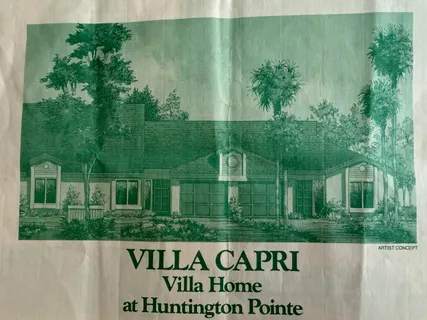 ARTIST CONCEPT
VILLA CAPRI
Villa Home
at Huntington Pointe